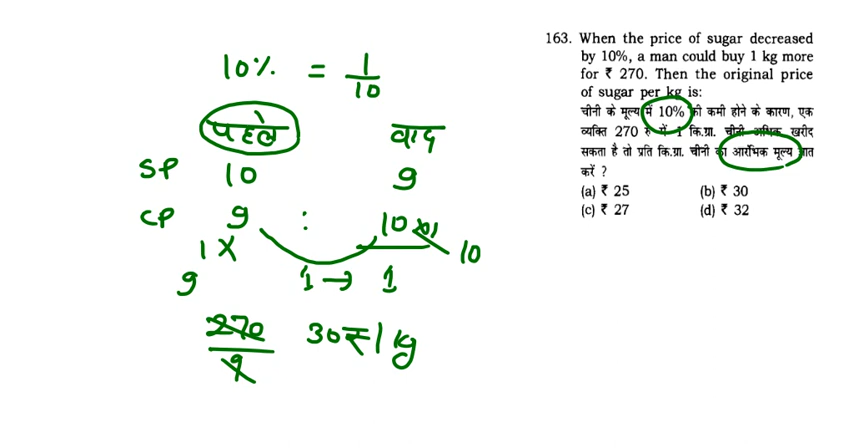 10% = 1/10
पहले वाद
SP 10 9
CP 9 : 10 x1
1 X 10
9 1 → 1
270/9 30₹ 1 kg
163. When the price of sugar decreased
by 10%, a man could buy 1 kg more
for ₹ 270. Then the original price
of sugar per kg is:
चीनी के मूल्य में 10% की कमी होने के कारण, एक
व्यक्ति 270 रु में 1 कि.ग्रा. चीनी अधिक खरीद
सकता है तो प्रति कि.ग्रा. चीनी का आरंभिक मूल्य ज्ञात
करें ?
(a) ₹ 25 (b) ₹ 30
(c) ₹ 27 (d) ₹ 32